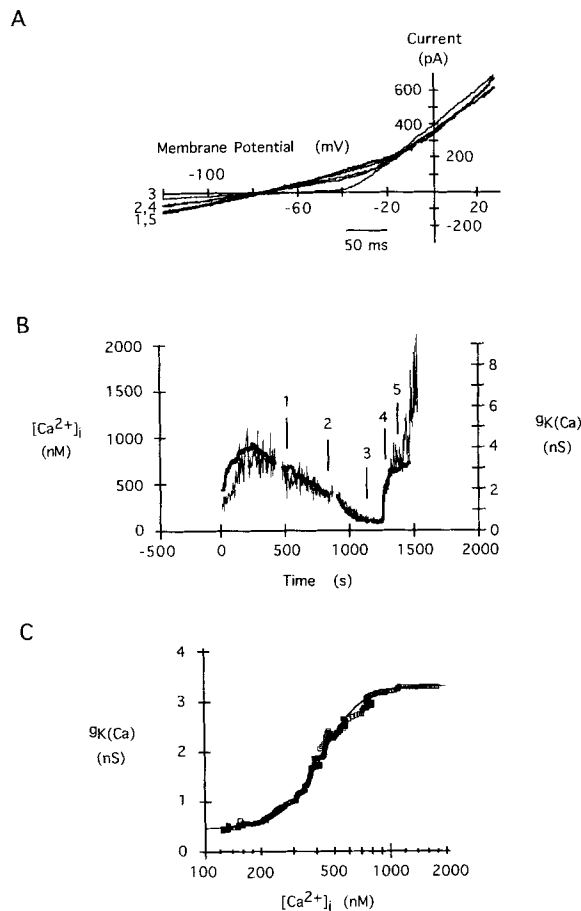 A
Current
(pA)
600
400
200
-200
Membrane Potential (mV)
-100
-60
-20
20
3
2,4
1,5
50 ms
B
2000
1500
1000
500
0
[Ca2+]i
(nM)
1
2
3
4
5
8
6
4
2
0
gK(Ca)
(nS)
-500
0
500
1000
1500
2000
Time (s)
C
4
3
2
1
0
gK(Ca)
(nS)
100
200
500
1000
2000
[Ca2+]i (nM)